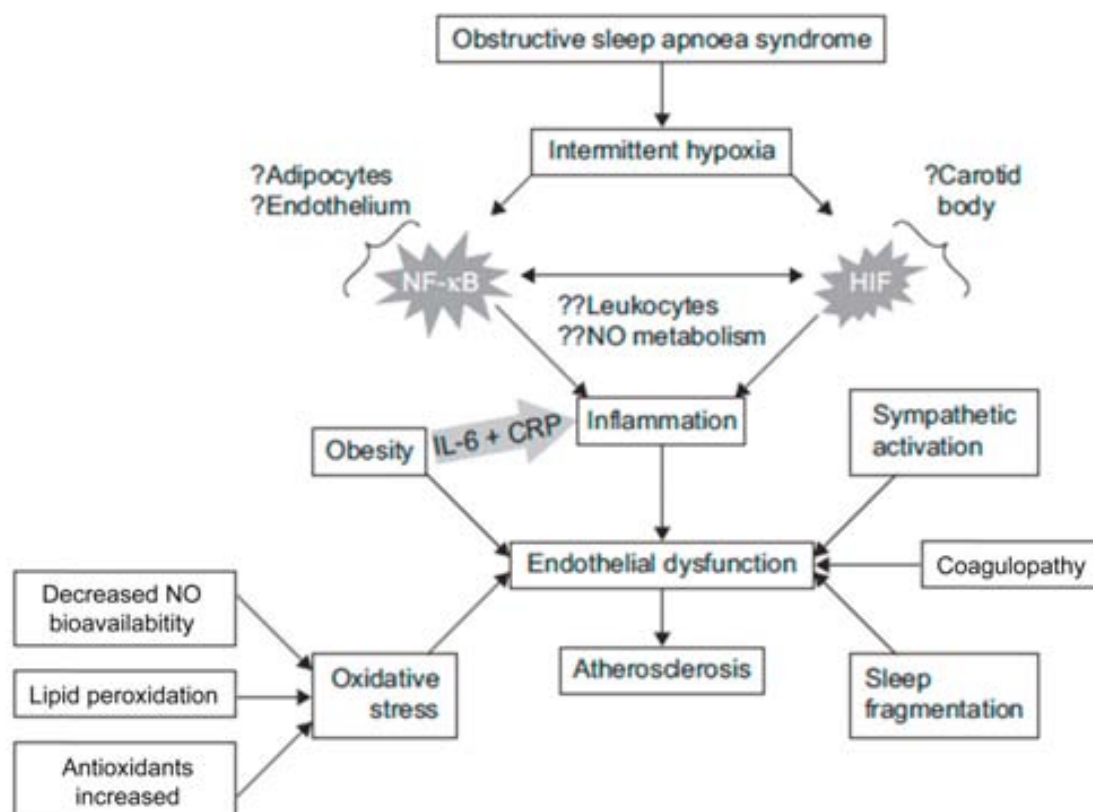 Obstructive sleep apnoea syndrome
Intermittent hypoxia
?Adipocytes
?Endothelium
?Carotid
body
NF-κB
HIF
??Leukocytes
??NO metabolism
IL-6 + CRP
Inflammation
Sympathetic
activation
Obesity
Endothelial dysfunction
Coagulopathy
Decreased NO
bioavailabitity
Lipid peroxidation
Oxidative
stress
Atherosderosis
Sleep
fragmentation
Antioxidants
increased